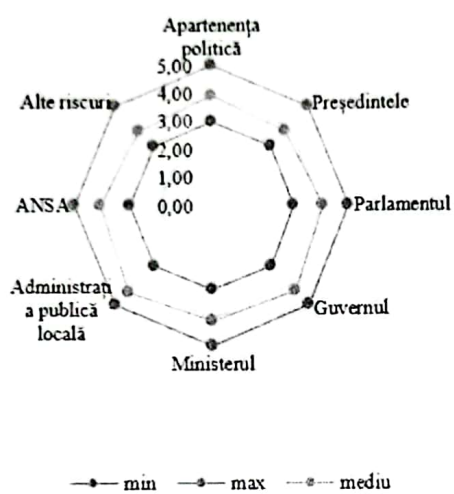 Apartenența
politică
5,00
4,00
3,00
2,00
1,00
0,00
Alte riscuri
Președintele
ANSA
Parlamentul
Administrați
a publică
locală
Guvernul
Ministerul
min
max
mediu